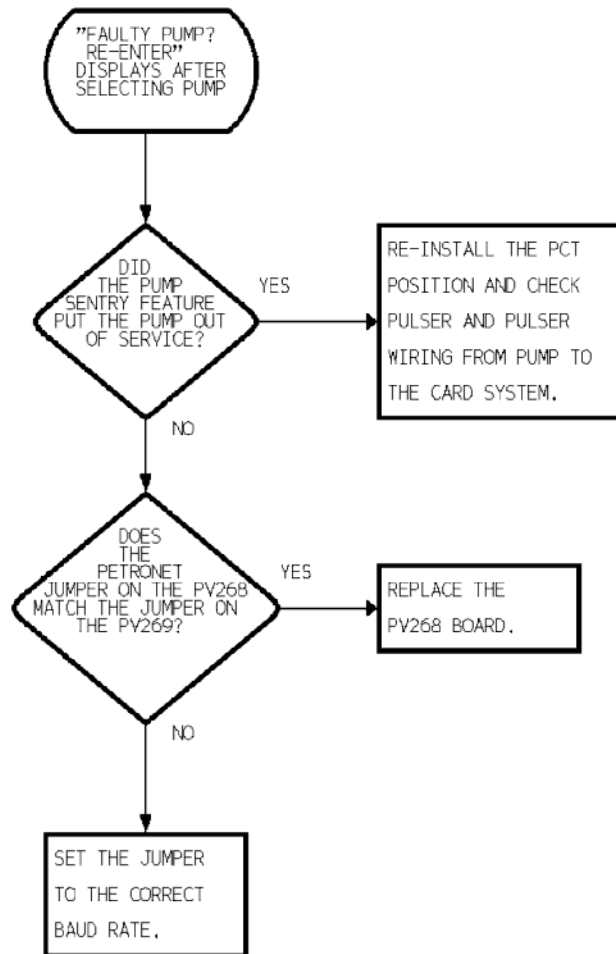 "FAULTY PUMP?
RE-ENTER"
DISPLAYS AFTER
SELECTING PUMP
DID
THE PUMP
SENTRY FEATURE
PUT THE PUMP OUT
OF SERVICE?
YES
RE-INSTALL THE PCT
POSITION AND CHECK
PULSER AND PULSER
WIRING FROM PUMP TO
THE CARD SYSTEM.
NO
DOES
THE
PETRONET
JUMPER ON THE PV268
MATCH THE JUMPER ON
THE PV269?
YES
REPLACE THE
PV268 BOARD.
NO
SET THE JUMPER
TO THE CORRECT
BAUD RATE.